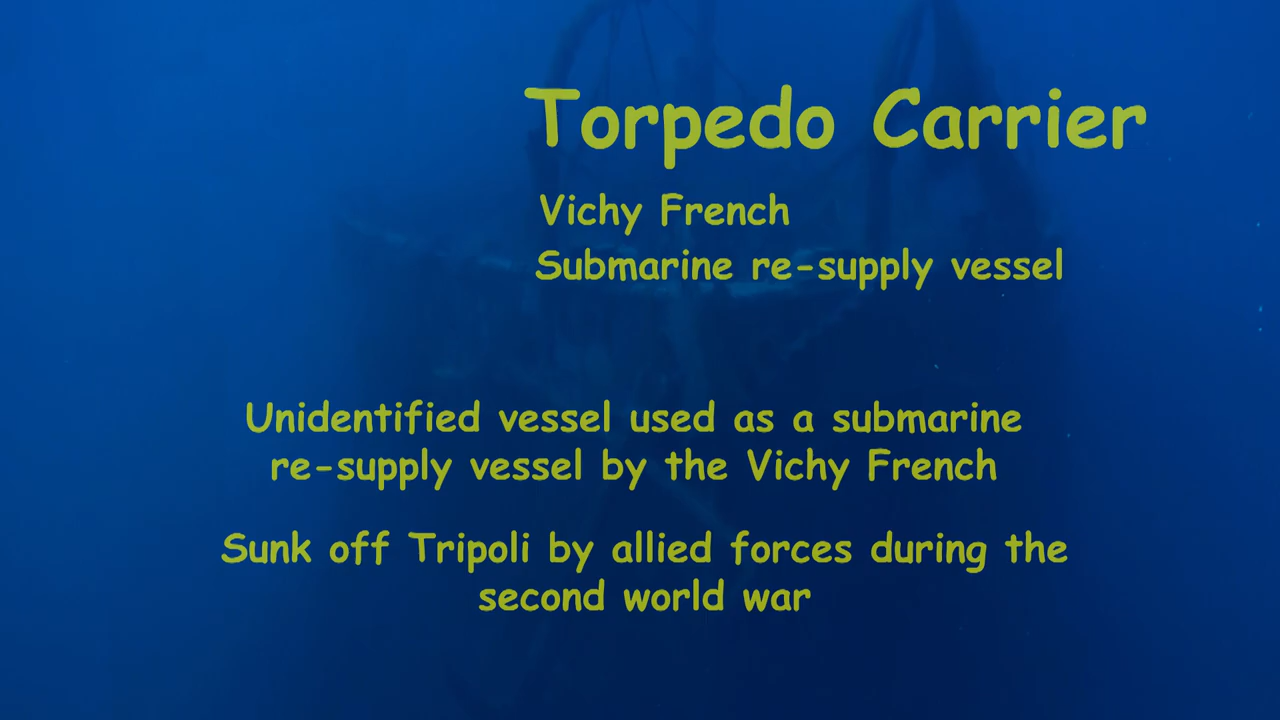 Torpedo Carrier
Vichy French
Submarine re-supply vessel
Unidentified vessel used as a submarine
re-supply vessel by the Vichy French
Sunk off Tripoli by allied forces during the
second world war